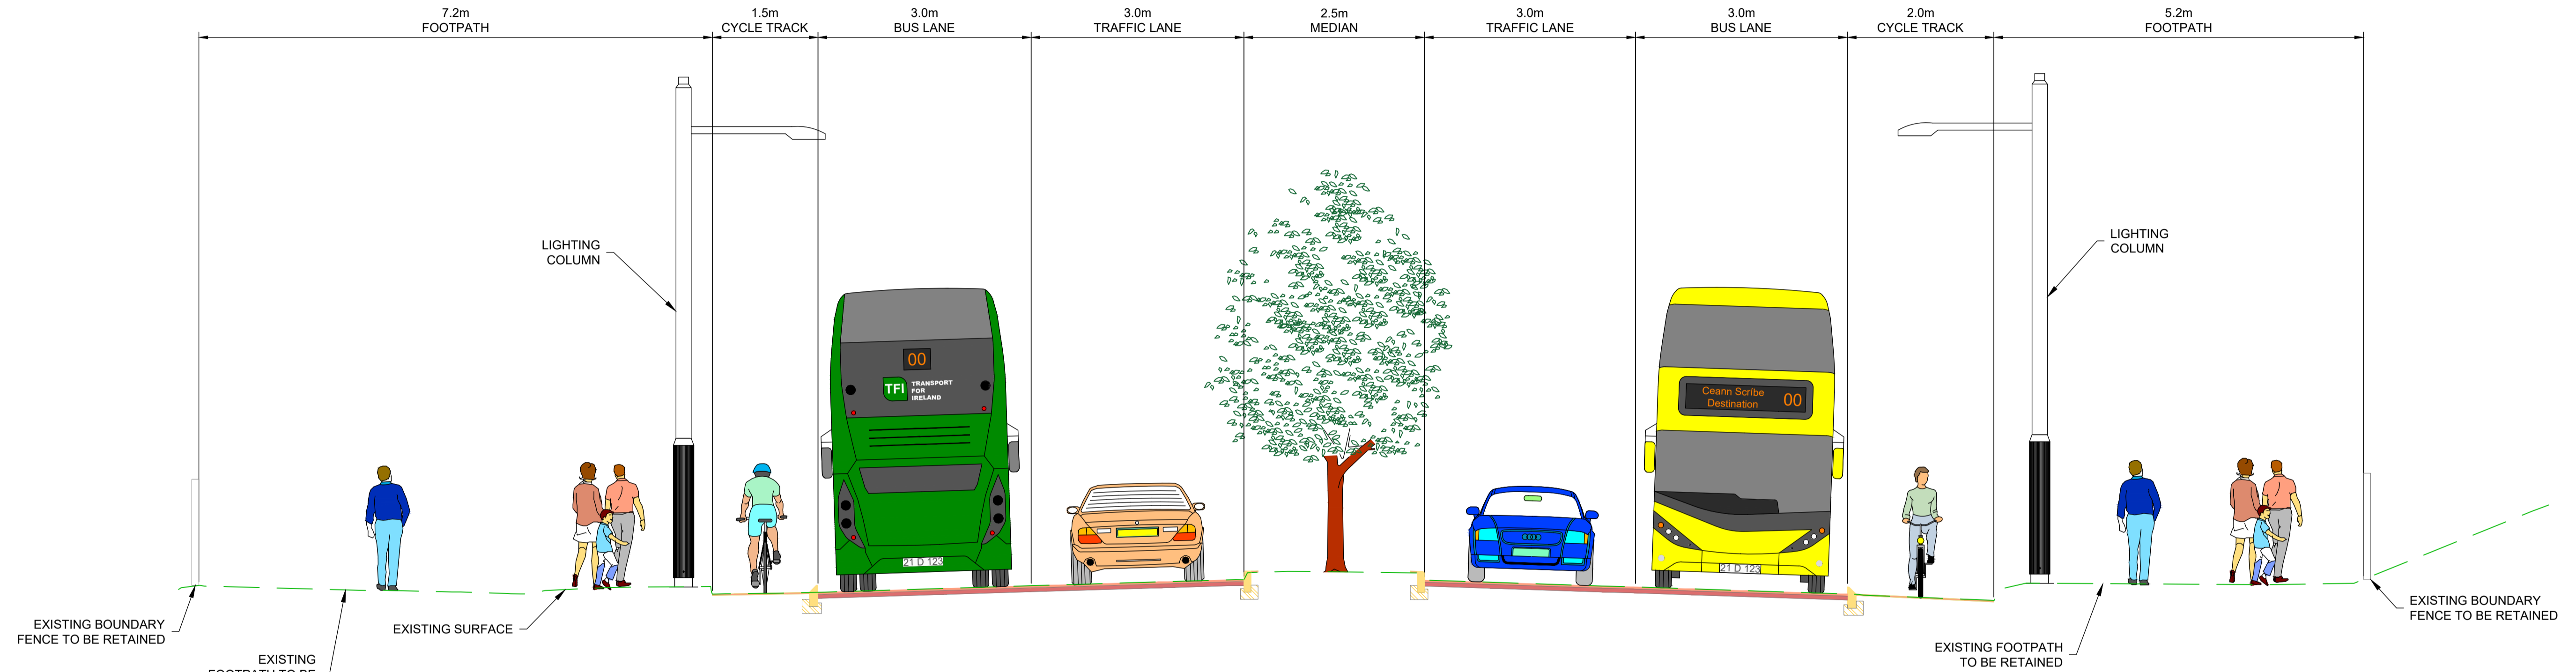 7.2m
FOOTPATH
1.5m
CYCLE TRACK
3.0m
BUS LANE
3.0m
TRAFFIC LANE
2.5m
MEDIAN
3.0m
TRAFFIC LANE
3.0m
BUS LANE
2.0m
CYCLE TRACK
5.2m
FOOTPATH
LIGHTING
COLUMN
LIGHTING
COLUMN
00
TFI
TRANSPORT
FOR
IRELAND
21 D 123
Ceann Scríbe
Destination
00
21 D 123
EXISTING BOUNDARY
FENCE TO BE RETAINED
EXISTING SURFACE
EXISTING
FOOTPATH TO BE
EXISTING FOOTPATH
TO BE RETAINED
EXISTING BOUNDARY
FENCE TO BE RETAINED